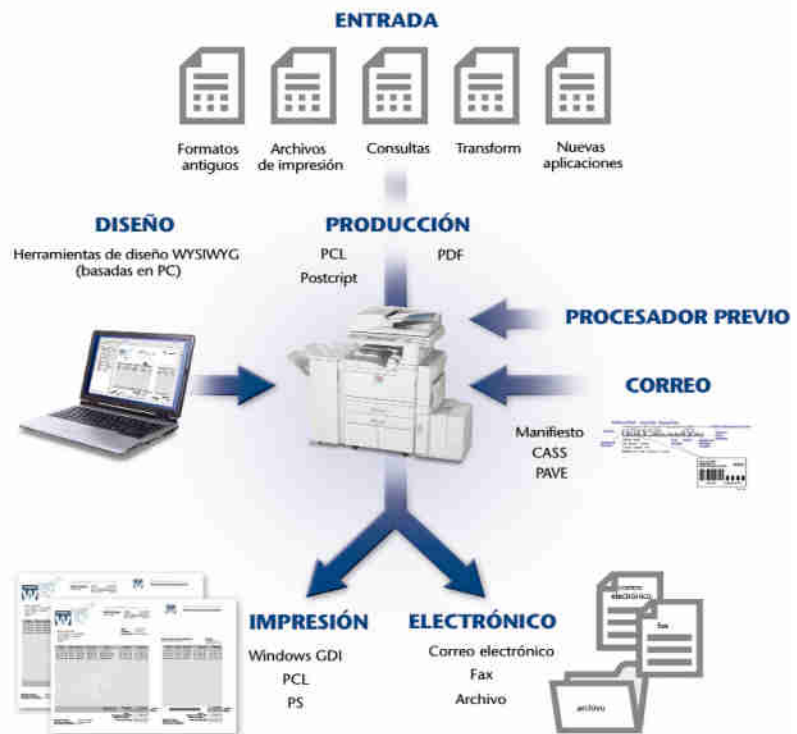 ENTRADA
Formatos antiguos
Archivos de impresión
Consultas
Transform
Nuevas aplicaciones
DISEÑO
Herramientas de diseño WYSIWYG
(basadas en PC)
PRODUCCIÓN
PCL
PDF
Postcript
PROCESADOR PREVIO
CORREO
Manifiesto
CASS
PAVE
IMPRESIÓN
Windows GDI
PCL
PS
ELECTRÓNICO
Correo electrónico
Fax
Archivo
electrónico
fax
archivo
W
W